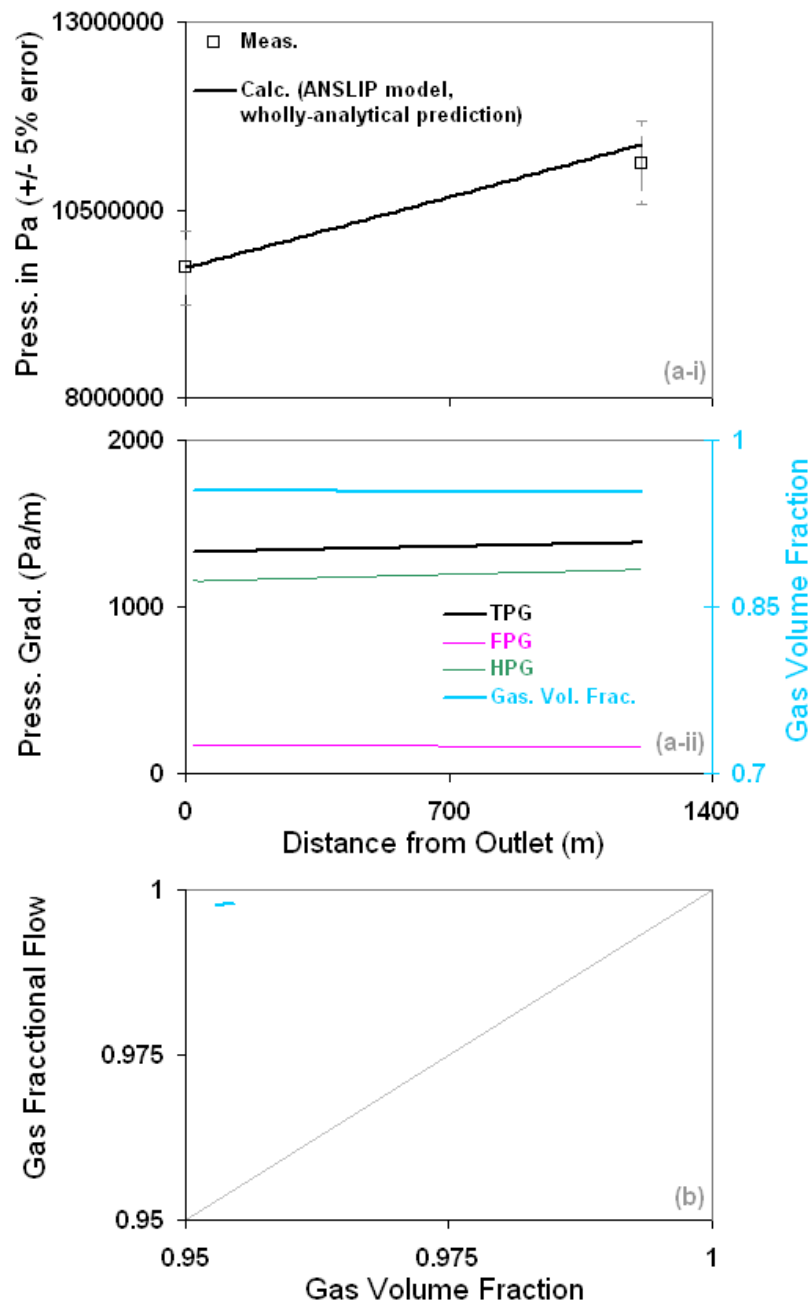 Press. in Pa (+/- 5% error)
13000000
10500000
8000000
Meas.
Calc. (ANSLIP model,
wholly-analytical prediction)
(a-i)
Press. Grad. (Pa/m)
2000
1000
0
TPG
FPG
HPG
Gas. Vol. Frac.
(a-ii)
1
0.85
0.7
Gas Volume Fraction
0
700
1400
Distance from Outlet (m)
Gas Fracctional Flow
1
0.975
0.95
(b)
0.95
0.975
1
Gas Volume Fraction